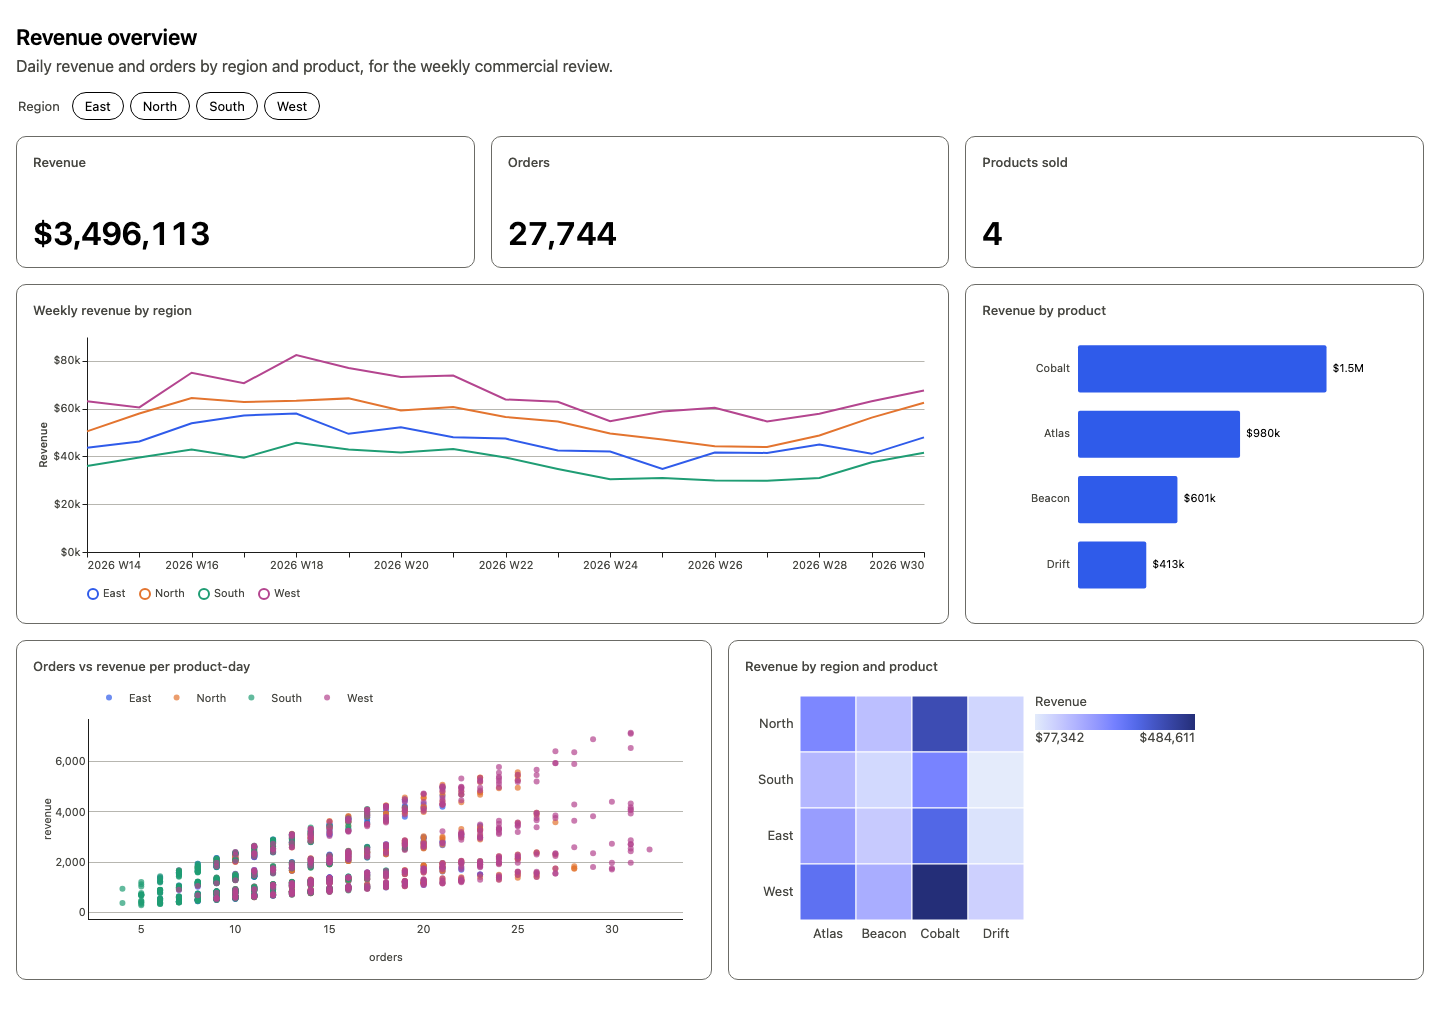 Revenue overview
Daily revenue and orders by region and product, for the weekly commercial review.
Region East North South West
Revenue
$3,496,113
Orders
27,744
Products sold
4
Weekly revenue by region
Revenue
$80k
$60k
$40k
$20k
$0k
2026 W14 2026 W16 2026 W18 2026 W20 2026 W22 2026 W24 2026 W26 2026 W28 2026 W30
East North South West
Revenue by product
Cobalt $1.5M
Atlas $980k
Beacon $601k
Drift $413k
Orders vs revenue per product-day
East North South West
revenue
6,000
4,000
2,000
0
5 10 15 20 25 30
orders
Revenue by region and product
North
South
East
West
Atlas Beacon Cobalt Drift
Revenue
$77,342 $484,611